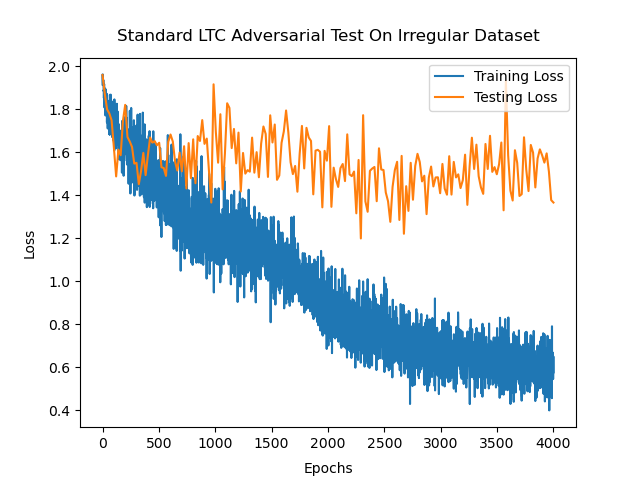 Standard LTC Adversarial Test On Irregular Dataset
Training Loss
Testing Loss
2.0
1.8
1.6
1.4
1.2
1.0
0.8
0.6
0.4
Loss
0 500 1000 1500 2000 2500 3000 3500 4000
Epochs